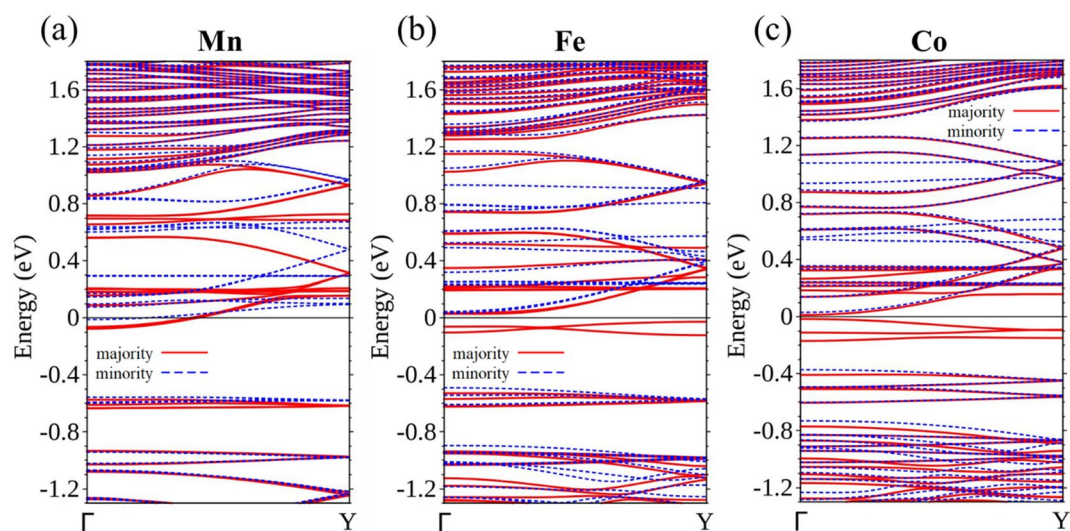 (a) Mn
(b) Fe
(c) Co
Energy (eV)
1.6
1.2
0.8
0.4
0
-0.4
-0.8
-1.2
majority
minority
Γ
Y
Energy (eV)
1.6
1.2
0.8
0.4
0
-0.4
-0.8
-1.2
majority
minority
Γ
Y
Energy (eV)
1.6
1.2
0.8
0.4
0
-0.4
-0.8
-1.2
majority
minority
Γ
Y